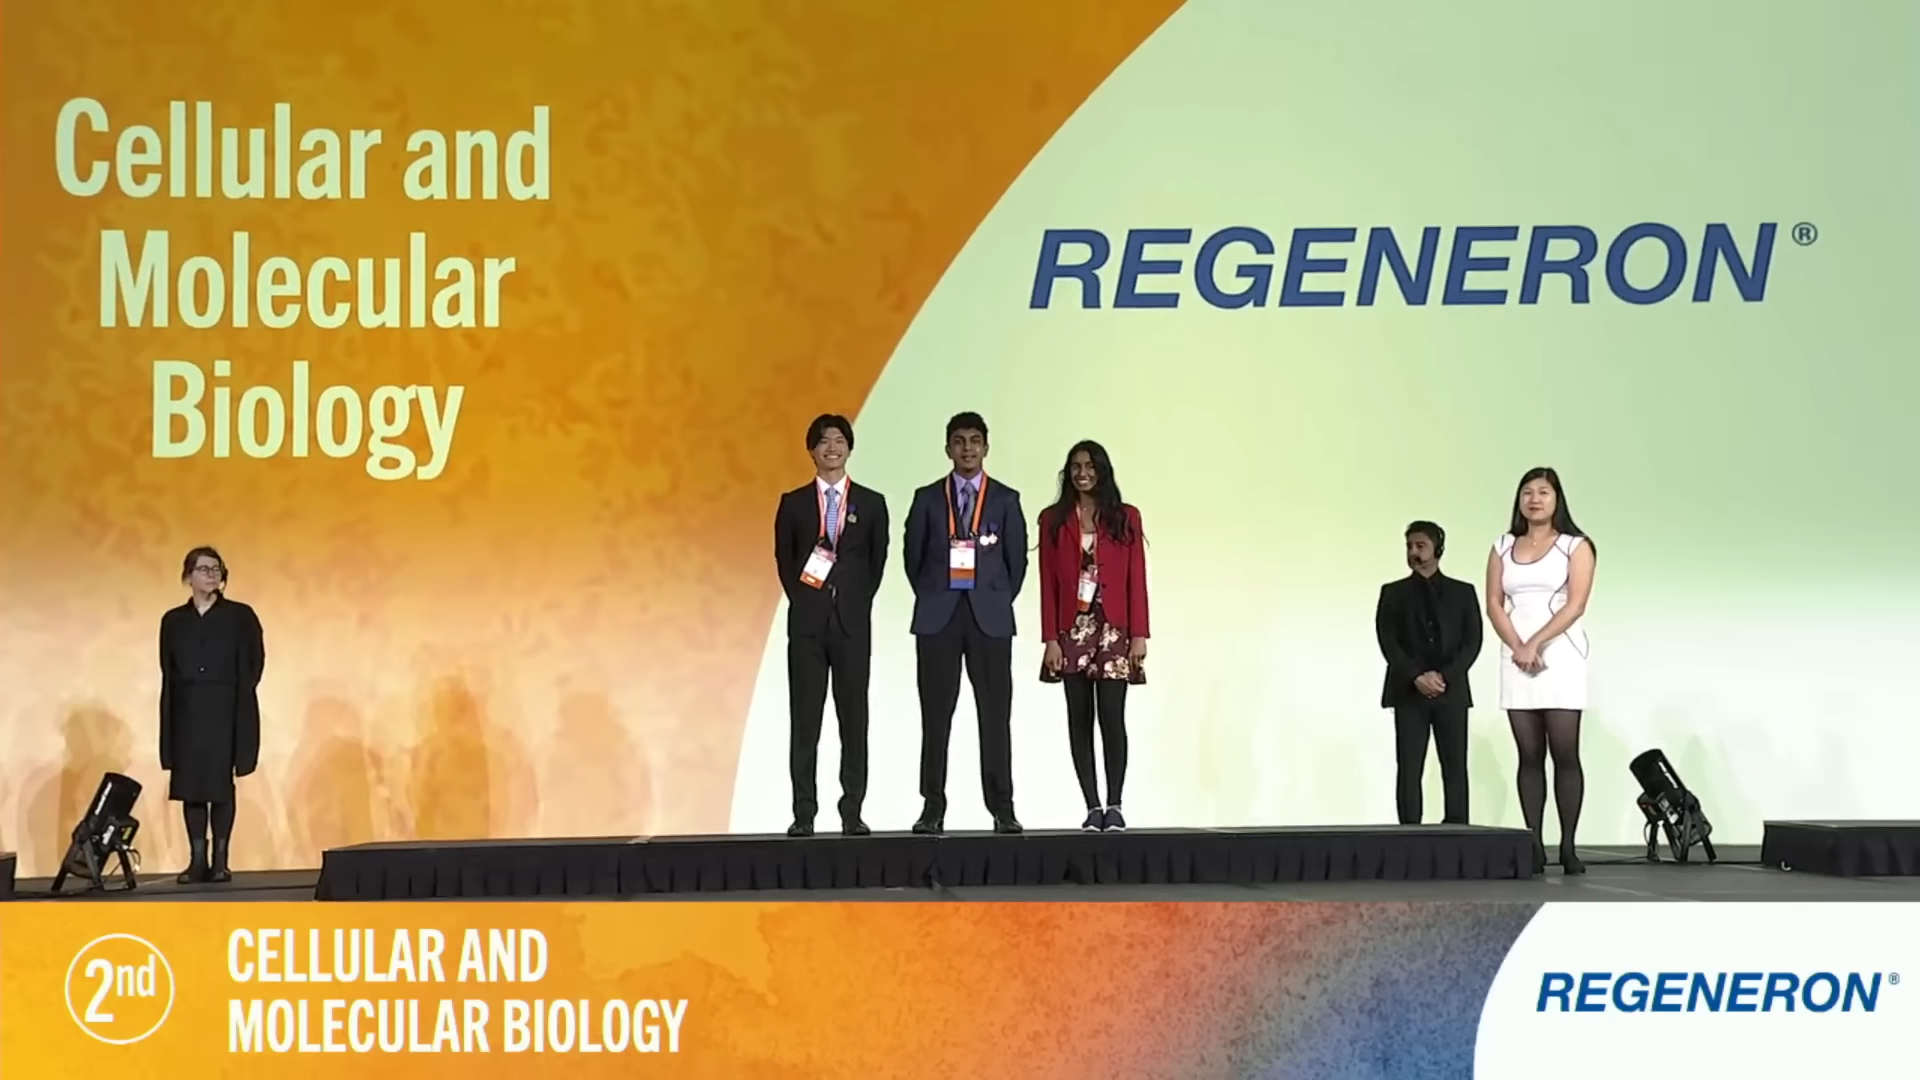 Cellular and
Molecular
Biology
REGENERON®
2nd
CELLULAR AND
MOLECULAR BIOLOGY
REGENERON®